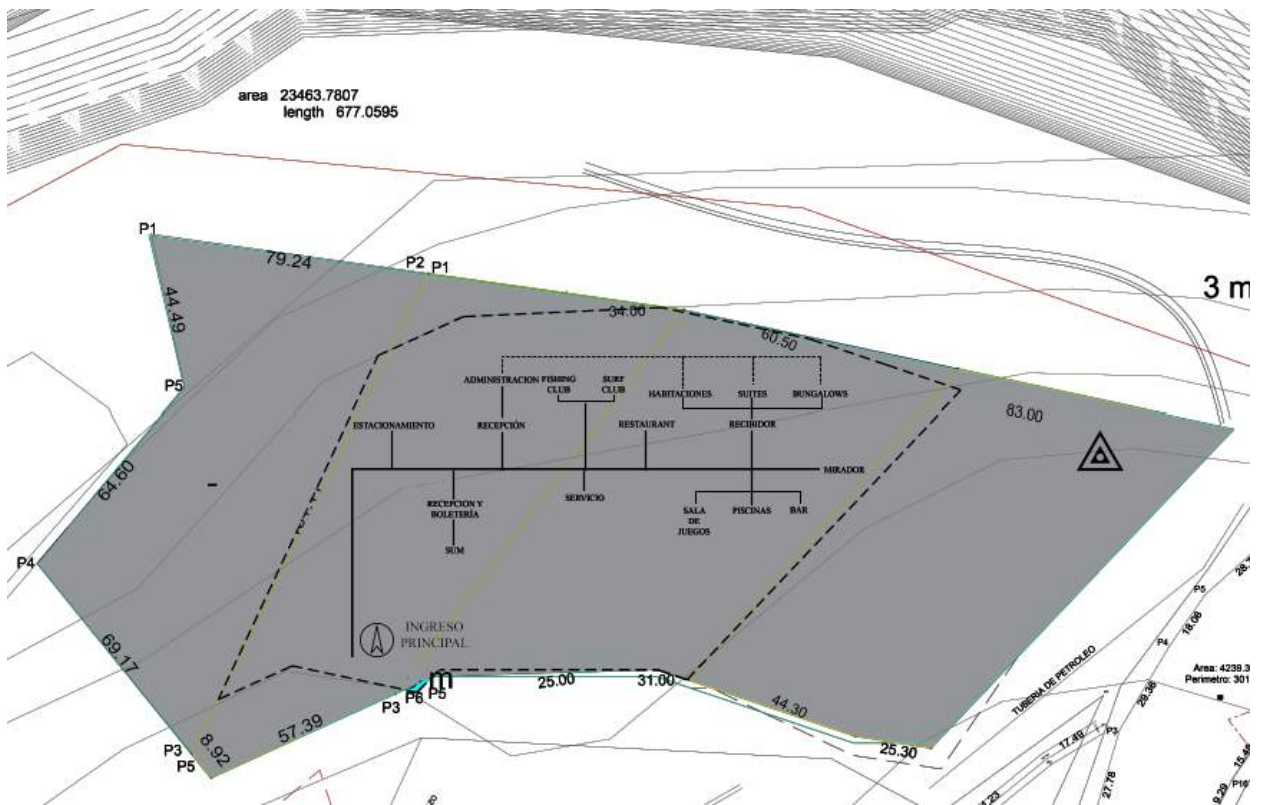 area 23463.7807
length 677.0595
P1
79.24
P2
P1
3 m
44.49
34.00
60.50
P5
ADMINISTRACION
FISHING
CLUB
SURF
CLUB
HABITACIONES
SUITES
BUNGALOWS
83.00
ESTACIONAMIENTO
RECEPCIÓN
RESTAURANT
RECIBIDOR
MIRADOR
64.60
RECEPCION Y
BOLETERÍA
SERVICIO
SALA
DE
JUEGOS
PISCINAS
BAR
SUM
P4
INGRESO
PRINCIPAL
69.17
m
P5
P6
P3
25.00
31.00
44.30
25.30
57.39
8.92
P3
P5
TUBERIA DE PETROLEO
P5
18.06
P4
Area: 4239.3
Perimetro: 301
29.36
P3
17.49
27.78